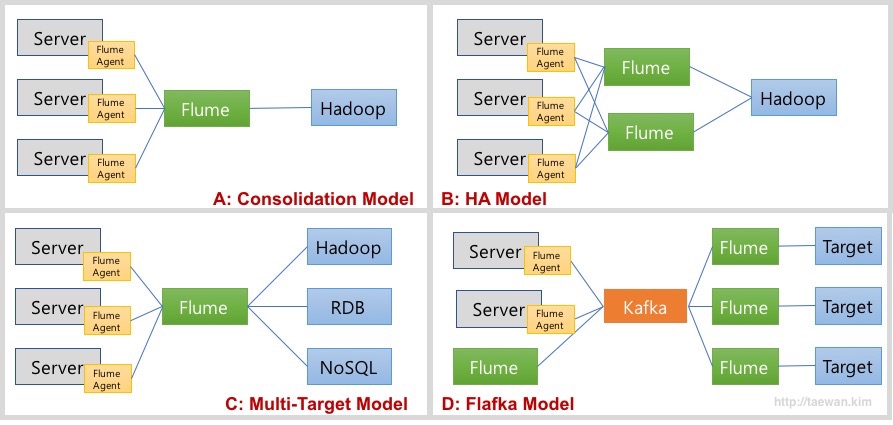 Server
Flume
Agent
Server
Flume
Agent
Server
Flume
Agent
Flume
Hadoop
A: Consolidation Model
Server
Flume
Agent
Server
Flume
Agent
Server
Flume
Agent
Flume
Flume
Hadoop
B: HA Model
Server
Flume
Agent
Server
Flume
Agent
Server
Flume
Agent
Flume
Hadoop
RDB
NoSQL
C: Multi-Target Model
Server
Flume
Agent
Server
Flume
Agent
Flume
Kafka
Flume
Target
Flume
Target
Flume
Target
D: Flafka Model
http://taewan.kim